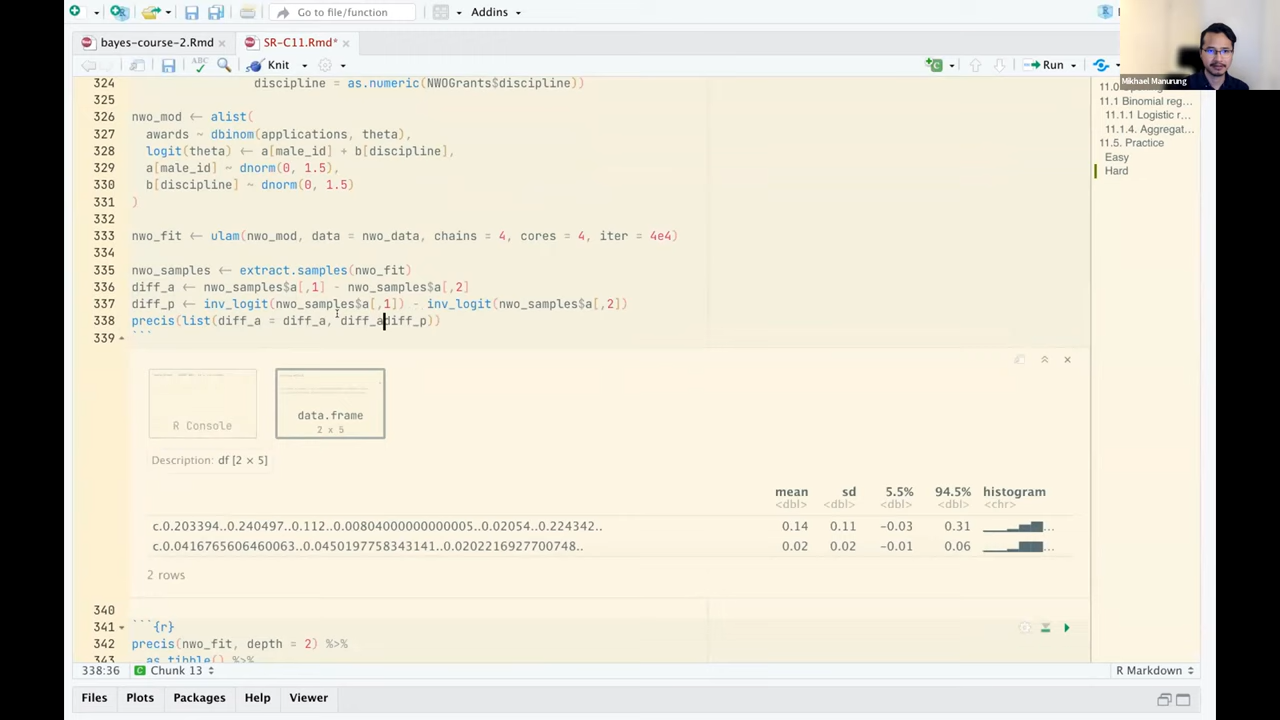 Go to file/function
Addins
bayes-course-2.Rmd
SR-C11.Rmd*
Mikhael Manurung
ABC
Knit
Run
324 discipline = as.numeric(NWOGrants$discipline))
325
326 nwo_mod <- alist(
327 awards ~ dbinom(applications, theta),
328 logit(theta) <- a[male_id] + b[discipline],
329 a[male_id] ~ dnorm(0, 1.5),
330 b[discipline] ~ dnorm(0, 1.5)
331 )
332
333 nwo_fit <- ulam(nwo_mod, data = nwo_data, chains = 4, cores = 4, iter = 4e4)
334
335 nwo_samples <- extract.samples(nwo_fit)
336 diff_a <- nwo_samples$a[,1] - nwo_samples$a[,2]
337 diff_p <- inv_logit(nwo_samples$a[,1]) - inv_logit(nwo_samples$a[,2])
338 precis(list(diff_a = diff_a, diff_adiff_p))
339 ```
11.1 Binomial reg...
11.1.1 Logistic r...
11.1.4. Aggregat...
11.5. Practice
Easy
Hard
R Console
data.frame
2 x 5
Description: df [2 × 5]
mean sd 5.5% 94.5% histogram
<dbl> <dbl> <dbl> <dbl> <chr>
c.0.203394..0.240497..0.112..0.00804000000000005..0.02054..0.224342.. 0.14 0.11 -0.03 0.31
c.0.0416765606460063..0.0450197758343141..0.0202216927700748.. 0.02 0.02 -0.01 0.06
2 rows
340
341 ```{r}
342 precis(nwo_fit, depth = 2) %>%
343 as_tibble() %>%
338:36 Chunk 13 R Markdown
Files Plots Packages Help Viewer